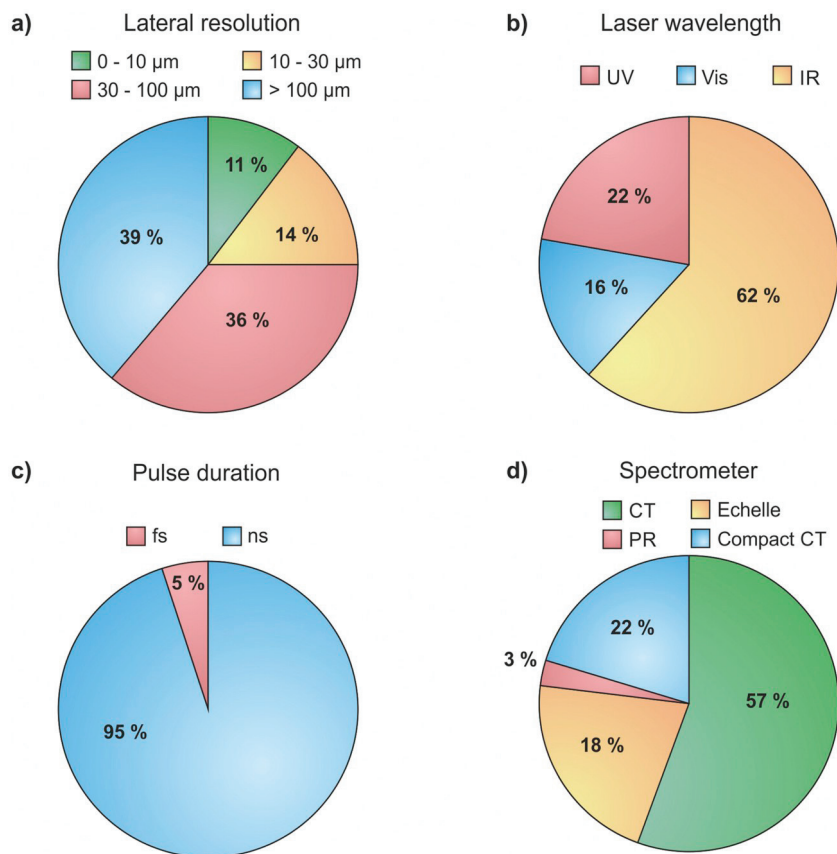 a) Lateral resolution
0 - 10 µm 10 - 30 µm
30 - 100 µm > 100 µm
11 %
14 %
39 %
36 %
b) Laser wavelength
UV Vis IR
22 %
16 %
62 %
c) Pulse duration
fs ns
5 %
95 %
d) Spectrometer
CT Echelle
PR Compact CT
22 %
3 %
57 %
18 %